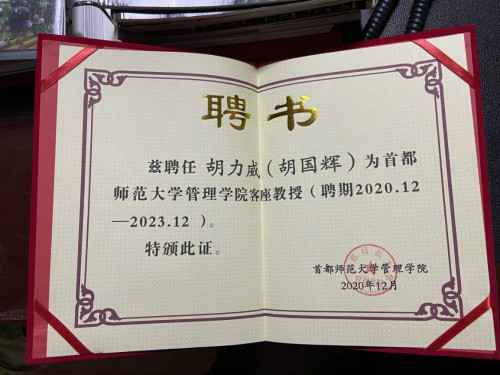 聘书
兹聘任 胡力威(胡国辉)为首都
师范大学管理学院客座教授(聘期2020.12
—2023.12 )。
特颁此证。
首都师范大学管理学院
2020年12月